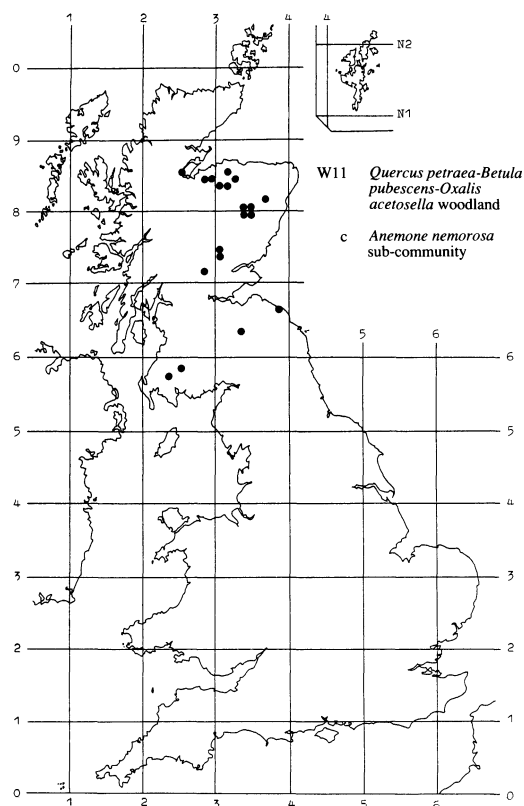 1 2 3 4
4
N2
N1
0
9
W11 Quercus petraea-Betula
pubescens-Oxalis
acetosella woodland
8
c Anemone nemorosa
sub-community
7
5 6
6 6
5 5
4 4
3 3
2 2
1 1
0 0
1 2 3 4 5 6